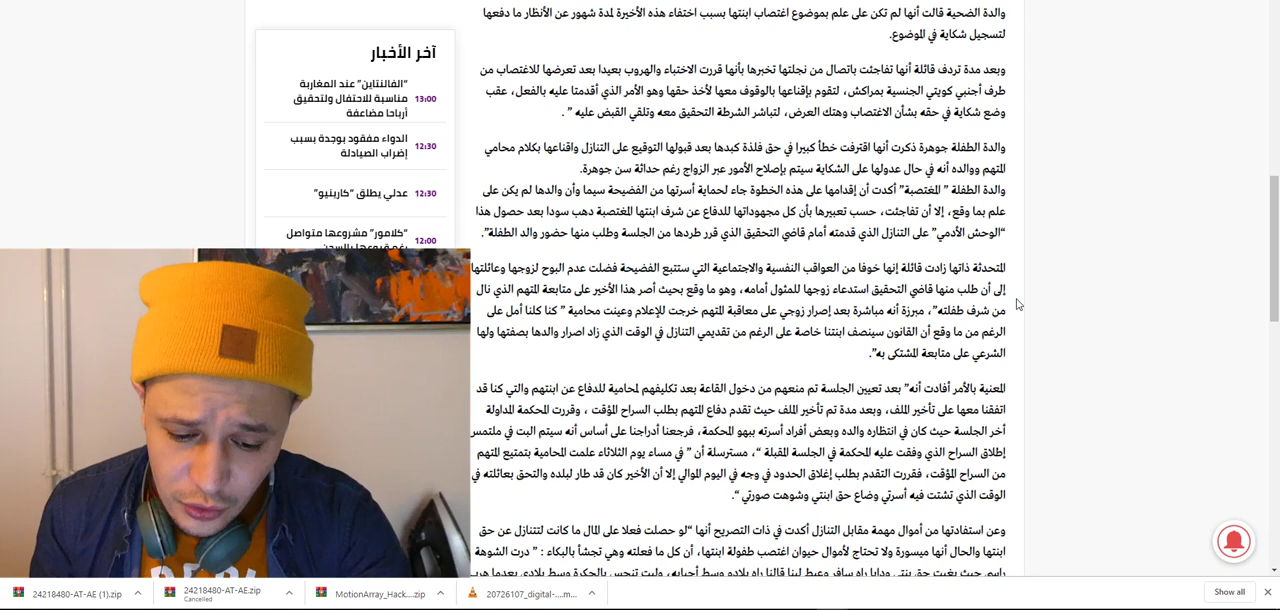 والدة الضحية قالت أنها لم تكن على علم بموضوع اغتصاب ابنتها بسبب اختفاء هذه الأخيرة لمدة شهور عن الأنظار ما دفعها
لتسجيل شكاية في الموضوع.
وبعد مدة تردف قائلة أنها تفاجئت باتصال من نجلتها تخبرها بأنها قررت الاختباء والهروب بعيدا بعد تعرضها للاغتصاب من
طرف أجنبي كويتي الجنسية بمراكش، لتقوم بإقناعها بالوقوف معها لأخذ حقها وهو الأمر الذي أقدمتا عليه بالفعل، عقب
وضع شكاية في حقه بشأن الاغتصاب وهتك العرض، لتباشر الشرطة التحقيق معه وتلقي القبض عليه ” .
والدة الطفلة جوهرة ذكرت أنها اقترفت خطأ كبيرا في حق فلذة كبدها بعد قبولها التوقيع على التنازل واقناعها بكلام محامي
المتهم ووالده أنه في حال عدولها على الشكاية سيتم بإصلاح الأمور عبر الزواج رغم حداثة سن جوهرة.
والدة الطفلة ” المغتصبة” أكدت أن إقدامها على هذه الخطوة جاء لحماية أسرتها من الفضيحة سيما وأن والدها لم يكن على
علم بما وقع، إلا أن تفاجئت، حسب تعبيرها بأن كل مجهوداتها للدفاع عن شرف ابنتها المغتصبة دهب سودا بعد حصول هذا
“الوحش الأدمي” على التنازل الذي قدمته أمام قاضي التحقيق الذي قرر طردها من الجلسة وطلب منها حضور والد الطفلة”.
المتحدثة ذاتها زادت قائلة إنها خوفا من العواقب النفسية والاجتماعية التي ستتبع الفضيحة فضلت عدم البوح لزوجها وعائلتها
إلى أن طلب منها قاضي التحقيق استدعاء زوجها للمثول أمامه، وهو ما وقع بحيث أصر هذا الأخير على متابعة المتهم الذي نال
من شرف طفلته”، مبرزة أنه مباشرة بعد إصرار زوجي على معاقبة المتهم خرجت للإعلام وعينت محامية ” كنا كلنا أمل على
الرغم من ما وقع أن القانون سينصف ابنتنا خاصة على الرغم من تقديمي التنازل في الوقت الذي زاد اصرار والدها بصفتها ولها
الشرعي على متابعة المشتكى به”.
المعنية بالأمر أفادت أنه” بعد تعيين الجلسة تم منعهم من دخول القاعة بعد تكليفهم لمحامية للدفاع عن ابنتهم والتي كنا قد
اتفقنا معها على تأخير الملف، وبعد مدة تم تأخير الملف حيث تقدم دفاع المتهم بطلب السراح المؤقت ، وقررت المحكمة المداولة
أخر الجلسة حيث كان في انتظاره والده وبعض أفراد أسرته ببهو المحكمة، فرجعنا أدراجنا على أساس أنه سيتم البت في ملتمس
إطلاق السراح الذي وفقت عليه المحكمة في الجلسة المقبلة “، مسترسلة أن ” في مساء يوم الثلاثاء علمت المحامية بتمتيع المتهم
من السراح المؤقت، فقررت التقدم بطلب إغلاق الحدود في وجه في اليوم الموالي إلا أن الأخير كان قد طار لبلده والتحق بعائلته في
الوقت الذي تشتت فيه أسرتي وضاع حق ابنتي وشوهت صورتي “.
وعن استفادتها من أموال مهمة مقابل التنازل أكدت في ذات التصريح أنها “لو حصلت فعلا على المال ما كانت لتتنازل عن حق
ابنتها والحال أنها ميسورة ولا تحتاج لأموال حيوان اغتصب طفولة ابنتها، أن كل ما فعلته وهي تجشأ بالبكاء : ” درت الشوهة
آخر الأخبار
13:00 “الفالنتاين” عند المغاربة
مناسبة للاحتفال ولتحقيق
أرباحا مضاعفة
12:30 الدواء مفقود بوجدة بسبب
إضراب الصيادلة
12:30 عدلي يطلق “كارينيو”
12:00 “كلامور” مشروعها متواصل
24218480-AT-AE (1).zip
24218480-AT-AE.zip
Cancelled
MotionArray_Hack....zip
20726107_digital-....m...
Show all